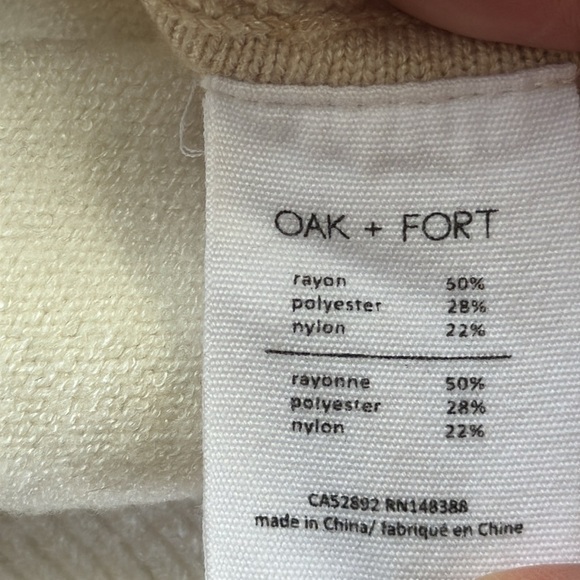 OAK + FORT
rayon 50%
polyester 28%
nylon 22%
rayonne 50%
polyester 28%
nylon 22%
CA52892 RN148388
made in China/ fabriqué en Chine